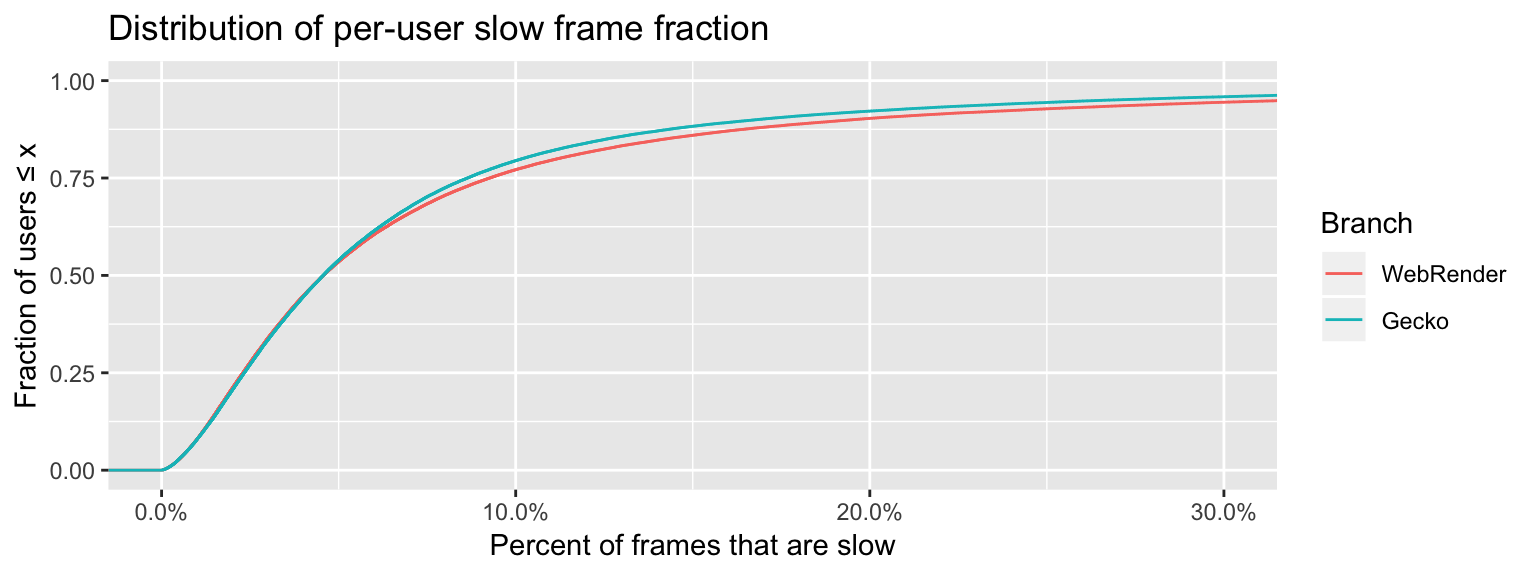 Distribution of per-user slow frame fraction
1.00
0.75
0.50
0.25
0.00
Fraction of users ≤ x
0.0%
10.0%
20.0%
30.0%
Percent of frames that are slow
Branch
WebRender
Gecko